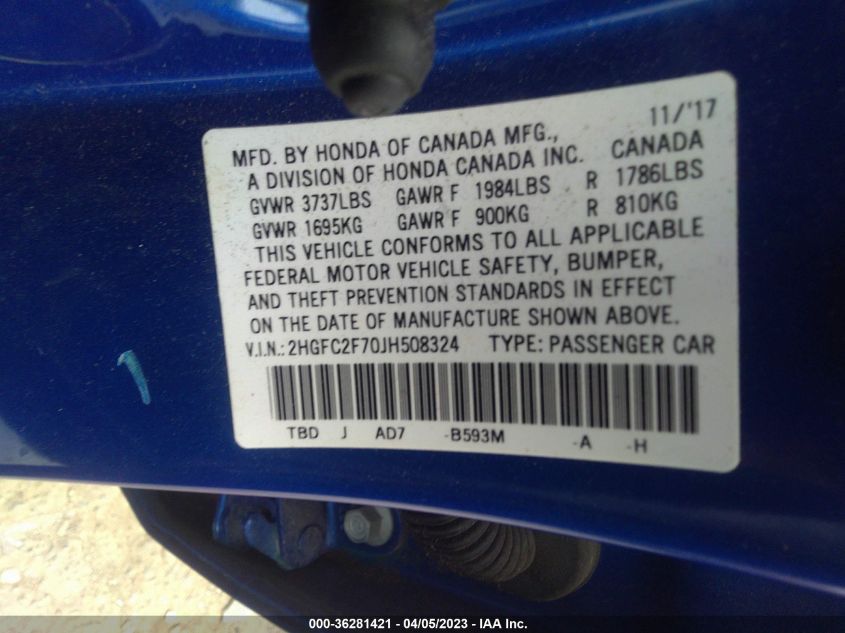 11/'17
MFD. BY HONDA OF CANADA MFG., CANADA
A DIVISION OF HONDA CANADA INC.
GVWR 3737LBS GAWR F 1984LBS R 1786LBS
GVWR 1695KG GAWR F 900KG R 810KG
THIS VEHICLE CONFORMS TO ALL APPLICABLE
FEDERAL MOTOR VEHICLE SAFETY, BUMPER,
AND THEFT PREVENTION STANDARDS IN EFFECT
ON THE DATE OF MANUFACTURE SHOWN ABOVE.
V.I.N.: 2HGFC2F70JH508324 TYPE: PASSENGER CAR
TBD J AD7 -B593M -A -H
000-36281421 - 04/05/2023 - IAA Inc.